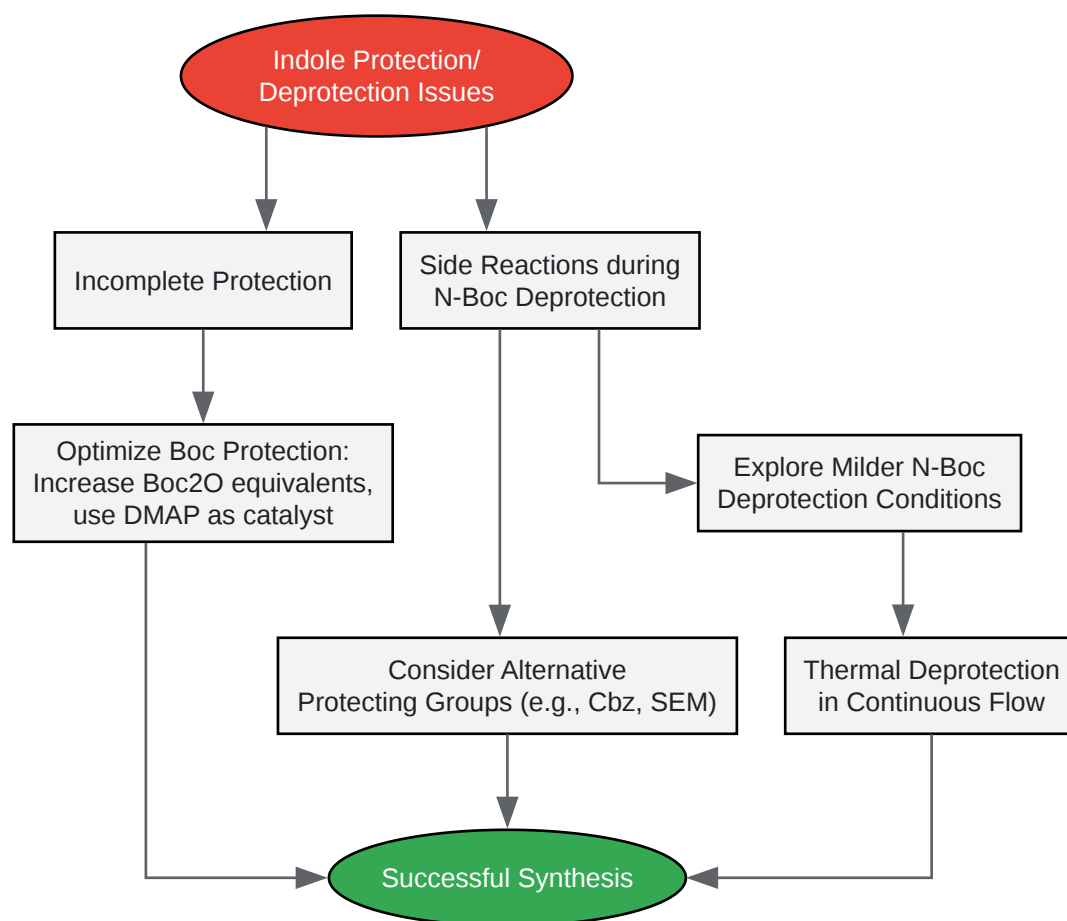 Indole Protection/
Deprotection Issues
Incomplete Protection
Side Reactions during
N-Boc Deprotection
Optimize Boc Protection:
Increase Boc2O equivalents,
use DMAP as catalyst
Explore Milder N-Boc
Deprotection Conditions
Consider Alternative
Protecting Groups (e.g., Cbz, SEM)
Thermal Deprotection
in Continuous Flow
Successful Synthesis